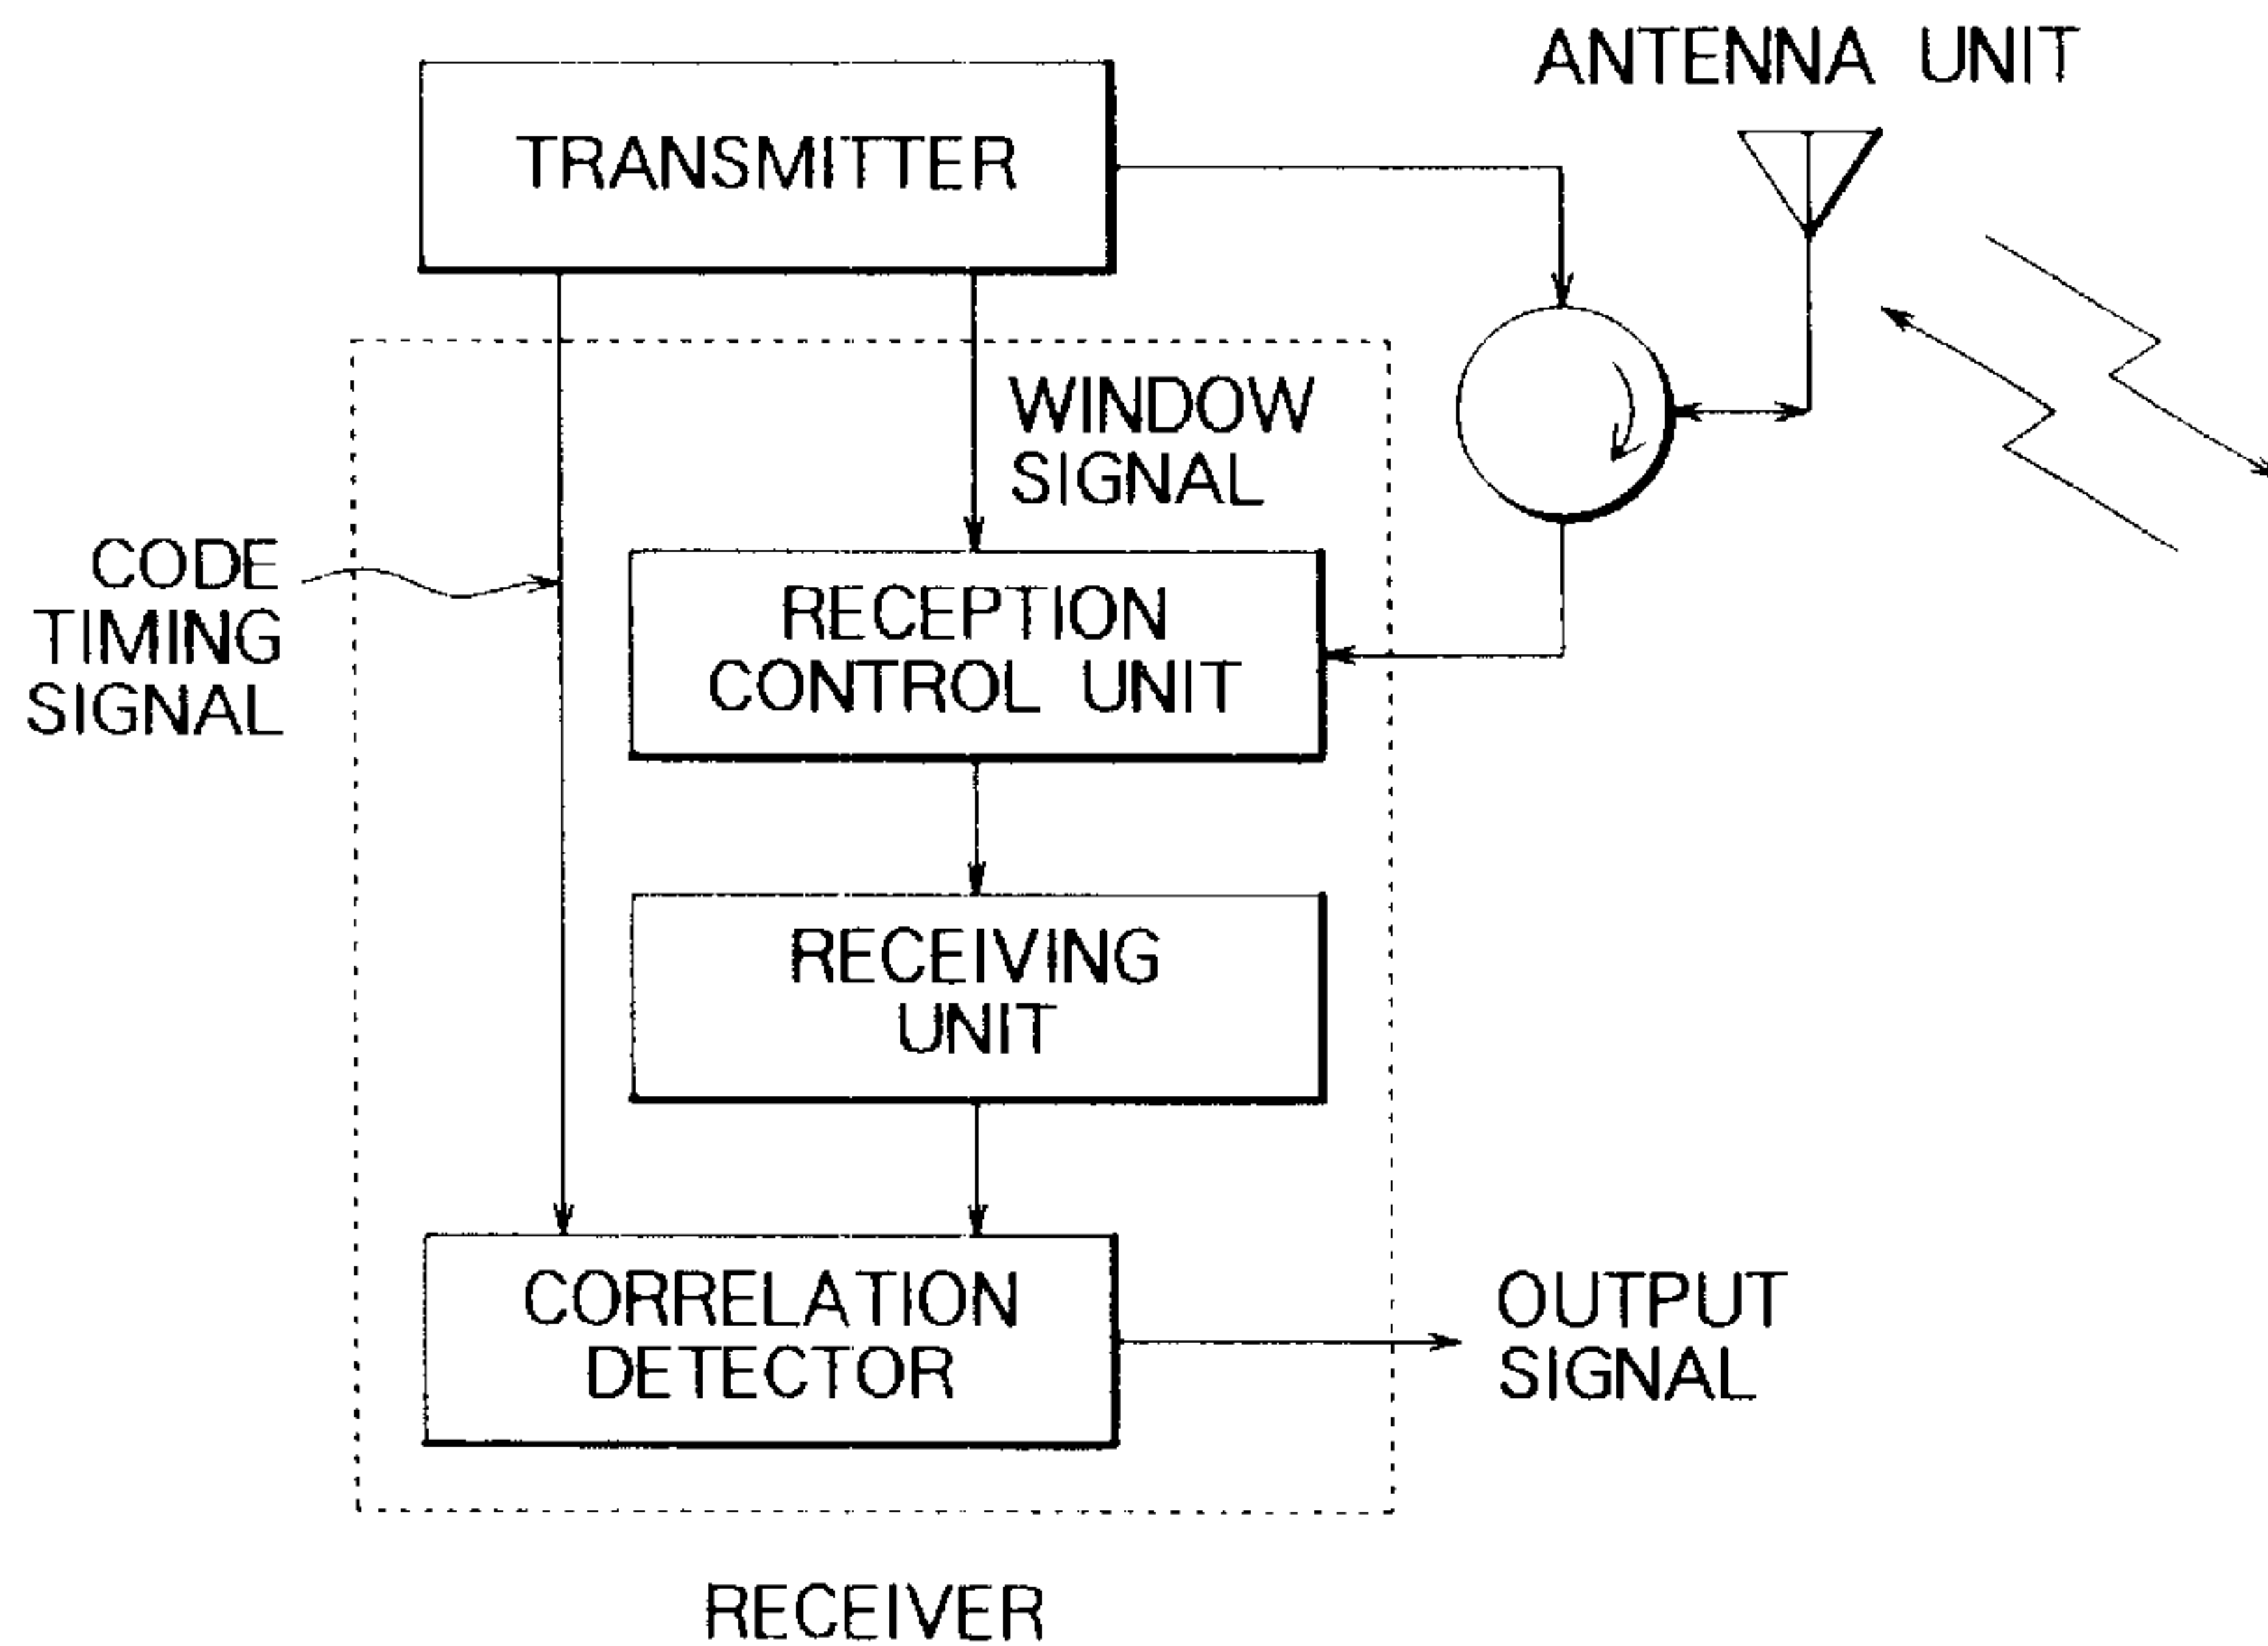 ANTENNA UNIT
TRANSMITTER
WINDOW
SIGNAL
CODE
TIMING
SIGNAL
RECEPTION
CONTROL UNIT
RECEIVING
UNIT
CORRELATION
DETECTOR
OUTPUT
SIGNAL
RECEIVER